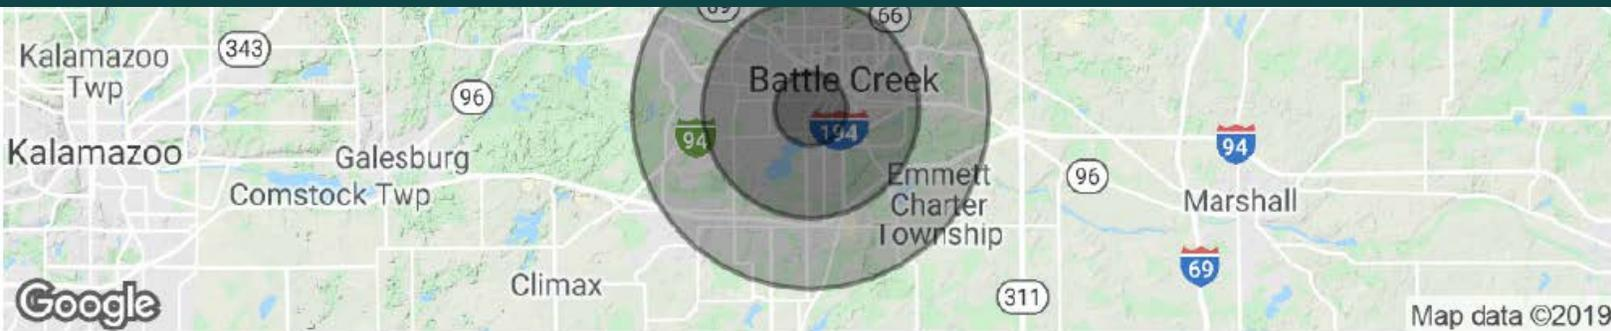 89
66
Kalamazoo
Twp
343
96
Battle Creek
94
194
94
Kalamazoo
Galesburg
Comstock Twp
Emmett
Charter
Township
96
Marshall
69
Climax
311
Google
Map data ©2019